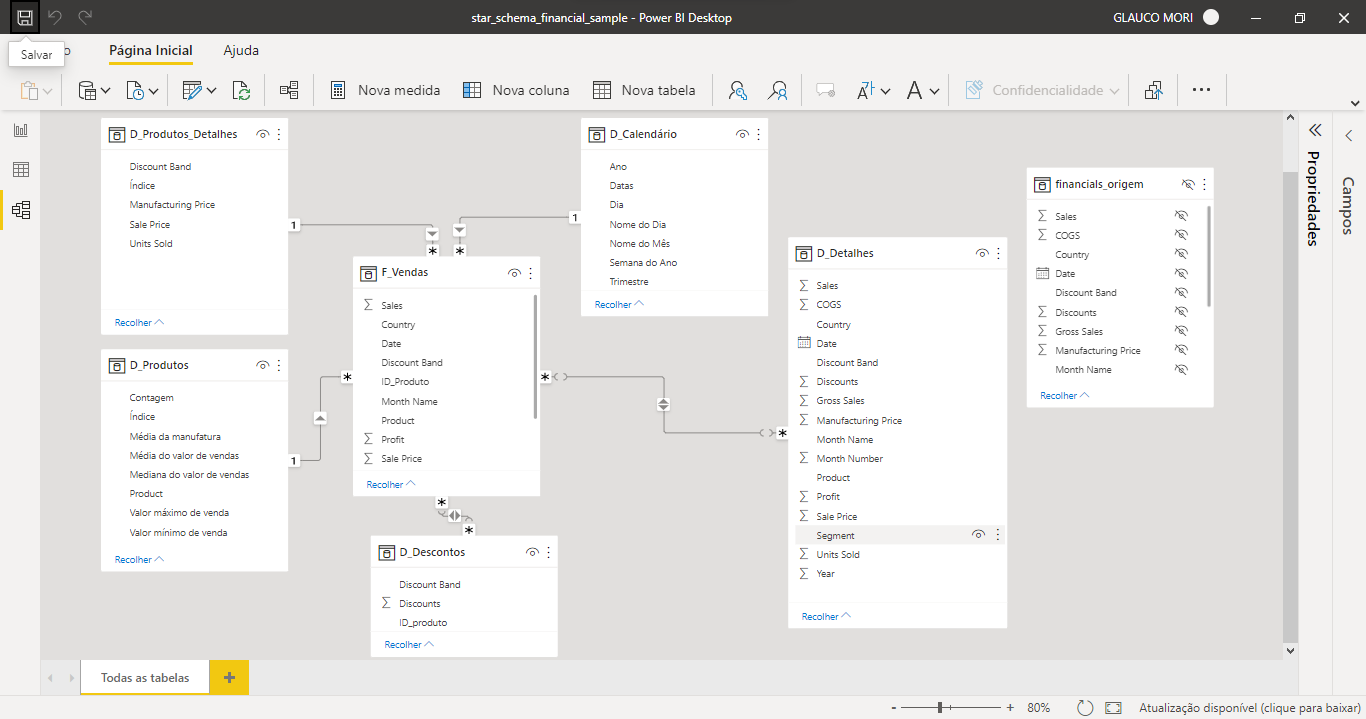 star_schema_financial_sample - Power BI Desktop
GLAUCO MORI
Salvar
o
Página Inicial
Ajuda
Nova medida
Nova coluna
Nova tabela
Confidencialidade
D_Produtos_Detalhes
Discount Band
Índice
Manufacturing Price
Sale Price
Units Sold
Recolher
1
D_Calendário
Ano
Datas
Dia
Nome do Dia
Nome do Mês
Semana do Ano
Trimestre
Recolher
1
*
*
financials_origem
Sales
COGS
Country
Date
Discount Band
Discounts
Gross Sales
Manufacturing Price
Month Name
Recolher
Propriedades
Campos
F_Vendas
Sales
Country
Date
Discount Band
ID_Produto
Month Name
Product
Profit
Sale Price
Recolher
*
*
*
D_Detalhes
Sales
COGS
Country
Date
Discount Band
Discounts
Gross Sales
Manufacturing Price
Month Name
Month Number
Product
Profit
Sale Price
Segment
Units Sold
Year
Recolher
*
D_Produtos
Contagem
Índice
Média da manufatura
Média do valor de vendas
Mediana do valor de vendas
Product
Valor máximo de venda
Valor mínimo de venda
Recolher
1
*
D_Descontos
Discount Band
Discounts
ID_produto
Recolher
Todas as tabelas
+
- + 80%
Atualização disponível (clique para baixar)